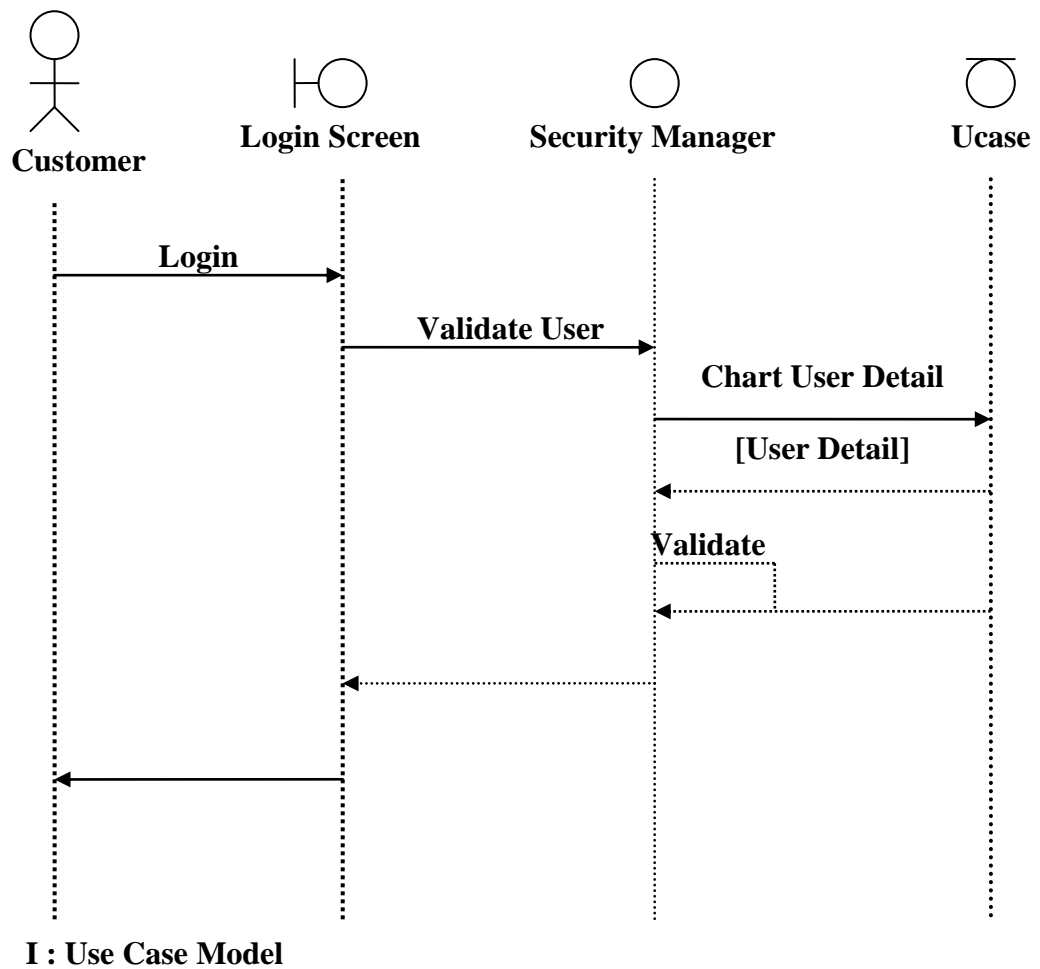 Login Screen
Security Manager
Ucase
Customer
Login
Validate User
Chart User Detail
[User Detail]
Validate
I : Use Case Model